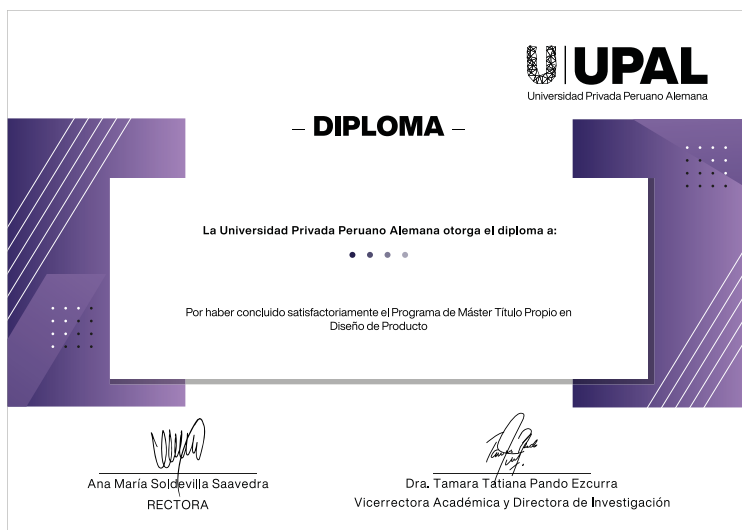 UPAL
Universidad Privada Peruano Alemana
– DIPLOMA –
La Universidad Privada Peruano Alemana otorga el diploma a:
Por haber concluido satisfactoriamente el Programa de Máster Título Propio en
Diseño de Producto
Ana María Soldevilla Saavedra
RECTORA
Dra. Tamara Tatiana Pando Ezcurra
Vicerrectora Académica y Directora de Investigación